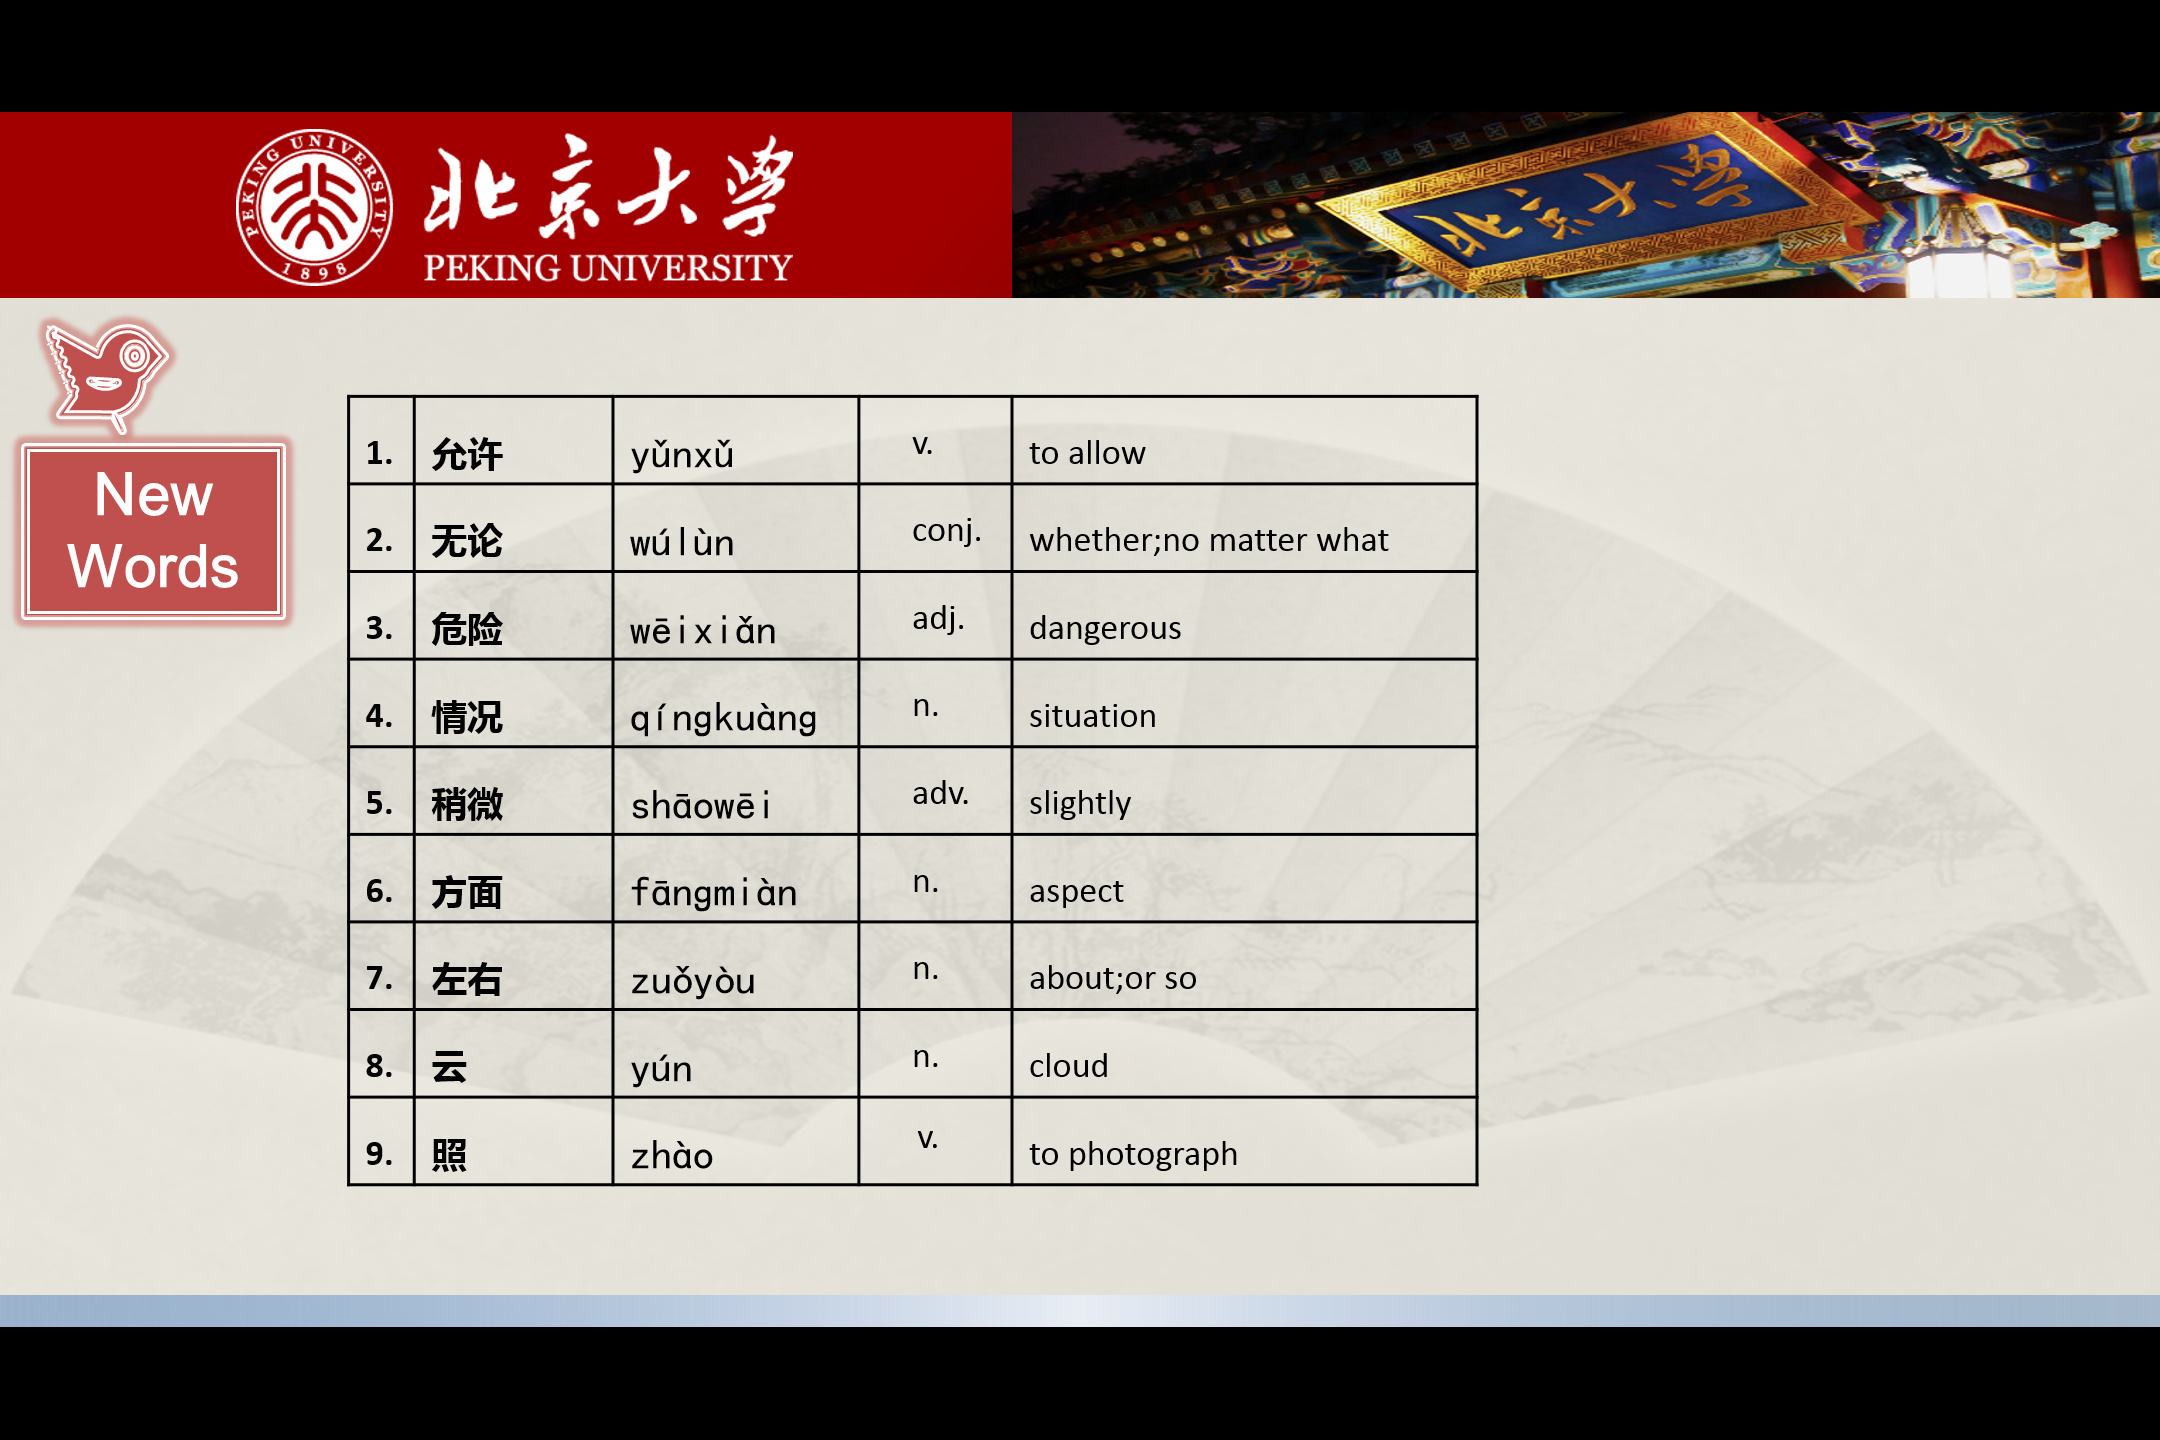 PEKING UNIVERSITY
1898
北京大学
PEKING UNIVERSITY
北京大学
New
Words
1. 允许 yǔnxǔ v. to allow
2. 无论 wúlùn conj. whether;no matter what
3. 危险 wēixiǎn adj. dangerous
4. 情况 qíngkuàng n. situation
5. 稍微 shāowēi adv. slightly
6. 方面 fāngmiàn n. aspect
7. 左右 zuǒyòu n. about;or so
8. 云 yún n. cloud
9. 照 zhào v. to photograph